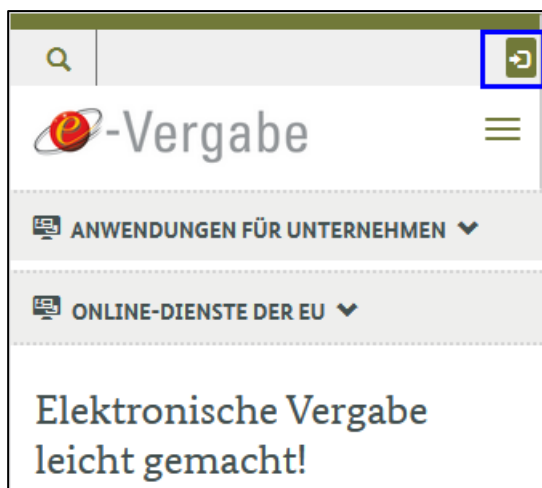 e-Vergabe
ANWENDUNGEN FÜR UNTERNEHMEN
ONLINE-DIENSTE DER EU
Elektronische Vergabe
leicht gemacht!